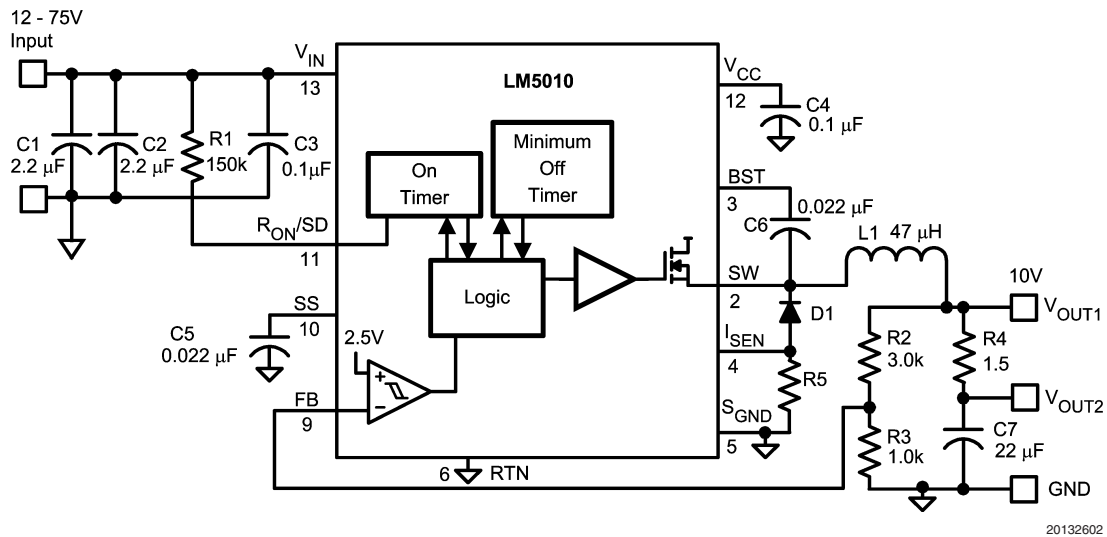 12 - 75V
Input
LM5010
V_IN
13
V_CC
12
C1
2.2 μF
C2
2.2 μF
R1
150k
C3
0.1μF
C4
0.1 μF
On
Timer
Minimum
Off
Timer
BST
3
C6
0.022 μF
L1 47 μH
R_ON/SD
11
Logic
SW
2
D1
10V
V_OUT1
SS
10
C5
0.022 μF
2.5V
+
−
I_SEN
4
R5
R2
3.0k
R4
1.5
V_OUT2
FB
9
S_GND
5
R3
1.0k
C7
22 μF
6
RTN
GND
20132602